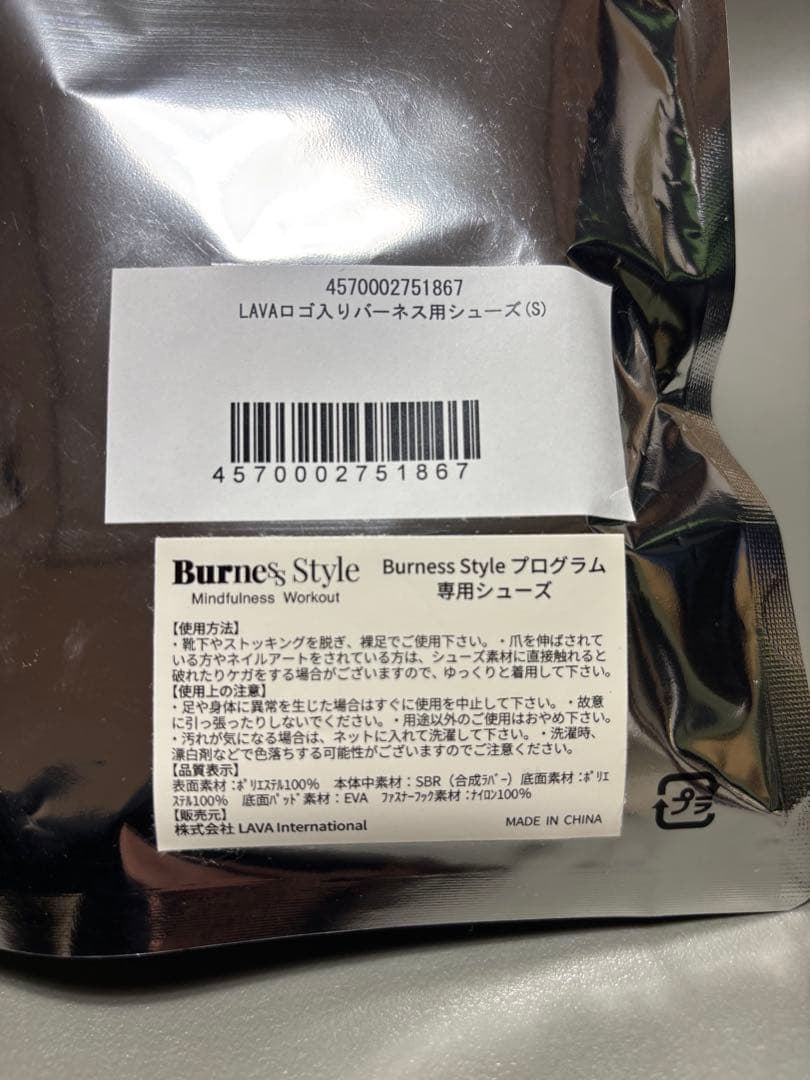 4570002751867
LAVAロゴ入りバーネス用シューズ(S)
4570002751867
Burness Style
Mindfulness Workout
Burness Style プログラム
専用シューズ
【使用方法】
・靴下やストッキングを脱ぎ、裸足でご使用下さい。・爪を伸ばされて
いる方やネイルアートをされている方は、シューズ素材に直接触れると
破れたりケガをする場合がございますので、ゆっくりと着用して下さい。
【使用上の注意】
・足や身体に異常を生じた場合はすぐに使用を中止して下さい。・故意
に引っ張ったりしないでください。・用途以外のご使用はおやめ下さい。
・汚れが気になる場合は、ネットに入れて洗濯して下さい。・洗濯時、
漂白剤などで色落ちする可能性がございますのでご注意ください。
【品質表示】
表面素材:ﾎﾟﾘｴｽﾃﾙ100%　本体中素材：SBR（合成ﾗﾊﾞｰ）底面素材:ﾎﾟﾘｴ
ｽﾃﾙ100%　底面ﾊﾟｯﾄﾞ素材：EVA　ﾌｧｽﾅｰﾌｯｸ素材:ﾅｲﾛﾝ100%
【販売元】
株式会社 LAVA International
MADE IN CHINA
プラ